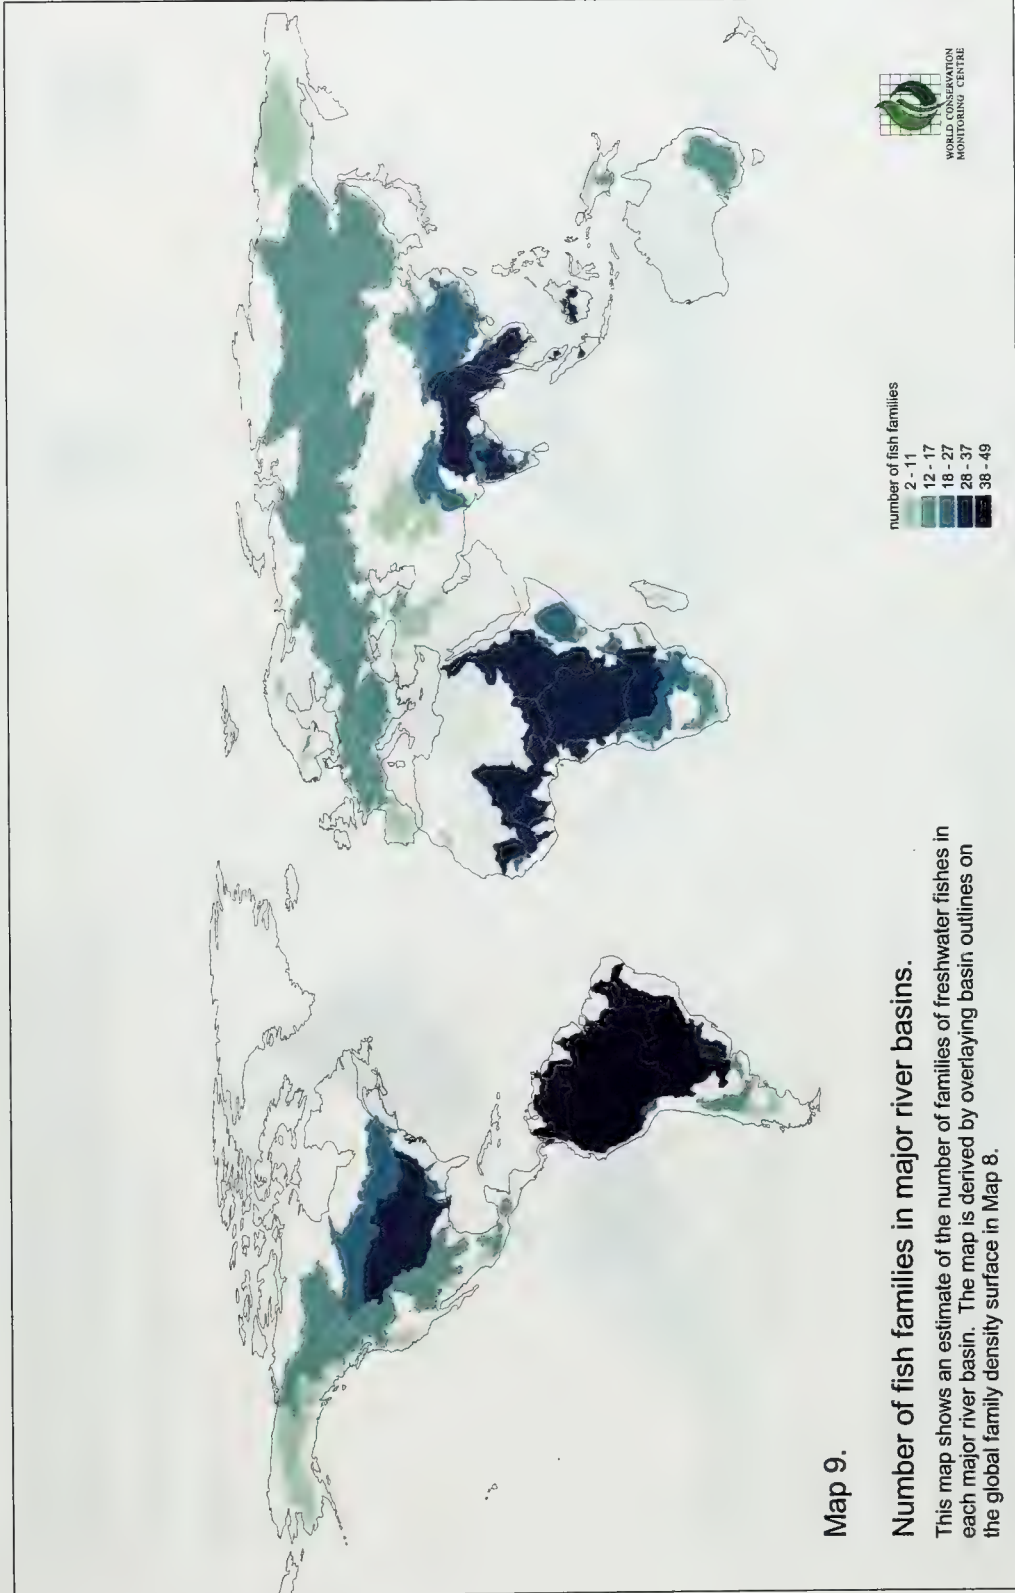 Map 9.
Number of fish families in major river basins.
This map shows an estimate of the number of families of freshwater fishes in
each major river basin.  The map is derived by overlaying basin outlines on
the global family density surface in Map 8.
number of fish families
2 - 11
12 - 17
18 - 27
28 - 37
38 - 49
WORLD CONSERVATION
MONITORING CENTRE